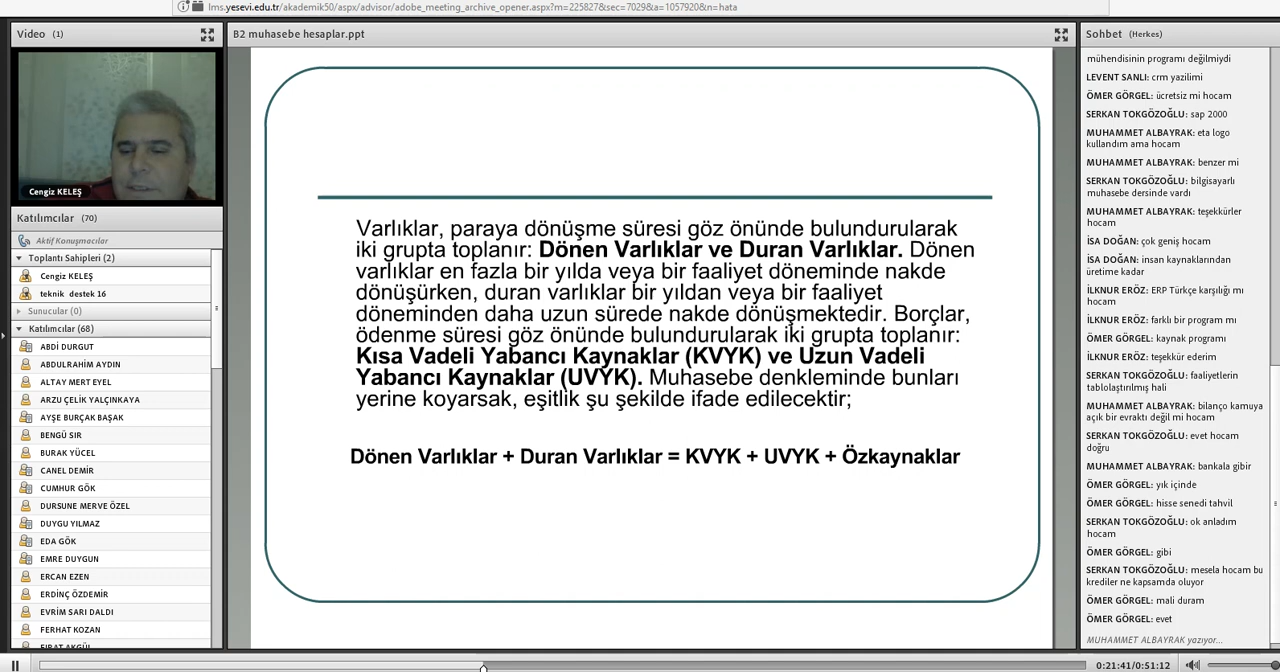 lms.yesevi.edu.tr/akademik50/aspx/advisor/adobe_meeting_archive_opener.aspx?m=225827&sec=7029&a=1057920&n=hata
Video (1)
Cengiz KELEŞ
Katılımcılar (70)
Aktif Konuşmacılar
Toplantı Sahipleri (2)
Cengiz KELEŞ
teknik destek 16
Sunucular (0)
Katılımcılar (68)
ABDİ DURGUT
ABDULRAHİM AYDIN
ALTAY MERT EYEL
ARZU ÇELİK YALÇINKAYA
AYŞE BURÇAK BAŞAK
BENGÜ SIR
BURAK YÜCEL
CANEL DEMİR
CUMHUR GÖK
DURSUNE MERVE ÖZEL
DUYGU YILMAZ
EDA GÖK
EMRE DUYGUN
ERCAN EZEN
ERDİNÇ ÖZDEMİR
EVRİM SARI DALDI
FERHAT KOZAN
FIRAT AKGÜL
B2 muhasebe hesaplar.ppt
Varlıklar, paraya dönüşme süresi göz önünde bulundurularak
iki grupta toplanır: Dönen Varlıklar ve Duran Varlıklar. Dönen
varlıklar en fazla bir yılda veya bir faaliyet döneminde nakde
dönüşürken, duran varlıklar bir yıldan veya bir faaliyet
döneminden daha uzun sürede nakde dönüşmektedir. Borçlar,
ödenme süresi göz önünde bulundurularak iki grupta toplanır:
Kısa Vadeli Yabancı Kaynaklar (KVYK) ve Uzun Vadeli
Yabancı Kaynaklar (UVYK). Muhasebe denkleminde bunları
yerine koyarsak, eşitlik şu şekilde ifade edilecektir;
Dönen Varlıklar + Duran Varlıklar = KVYK + UVYK + Özkaynaklar
Sohbet (Herkes)
mühendisinin programı değilmiydi
LEVENT SANLI: crm yazilimi
ÖMER GÖRGEL: ücretsiz mi hocam
SERKAN TOKGÖZOĞLU: sap 2000
MUHAMMET ALBAYRAK: eta logo
kullandım ama hocam
MUHAMMET ALBAYRAK: benzer mi
SERKAN TOKGÖZOĞLU: bilgisayarlı
muhasebe dersinde vardı
MUHAMMET ALBAYRAK: teşekkürler
hocam
İSA DOĞAN: çok geniş hocam
İSA DOĞAN: insan kaynaklarından
üretime kadar
İLKNUR ERÖZ: ERP Türkçe karşılığı mı
hocam
İLKNUR ERÖZ: farklı bir program mı
ÖMER GÖRGEL: kaynak programı
İLKNUR ERÖZ: teşekkür ederim
SERKAN TOKGÖZOĞLU: faaliyetlerin
tablolaştırılmış hali
MUHAMMET ALBAYRAK: bilanço kamuya
açık bir evraktı değil mi hocam
SERKAN TOKGÖZOĞLU: evet hocam
doğru
MUHAMMET ALBAYRAK: bankala gibir
ÖMER GÖRGEL: yık içinde
ÖMER GÖRGEL: hisse senedi tahvil
SERKAN TOKGÖZOĞLU: ok anladım
hocam
ÖMER GÖRGEL: gibi
SERKAN TOKGÖZOĞLU: mesela hocam bu
krediler ne kapsamda oluyor
ÖMER GÖRGEL: mali duram
ÖMER GÖRGEL: evet
MUHAMMET ALBAYRAK yazıyor...
0:21:41/0:51:12